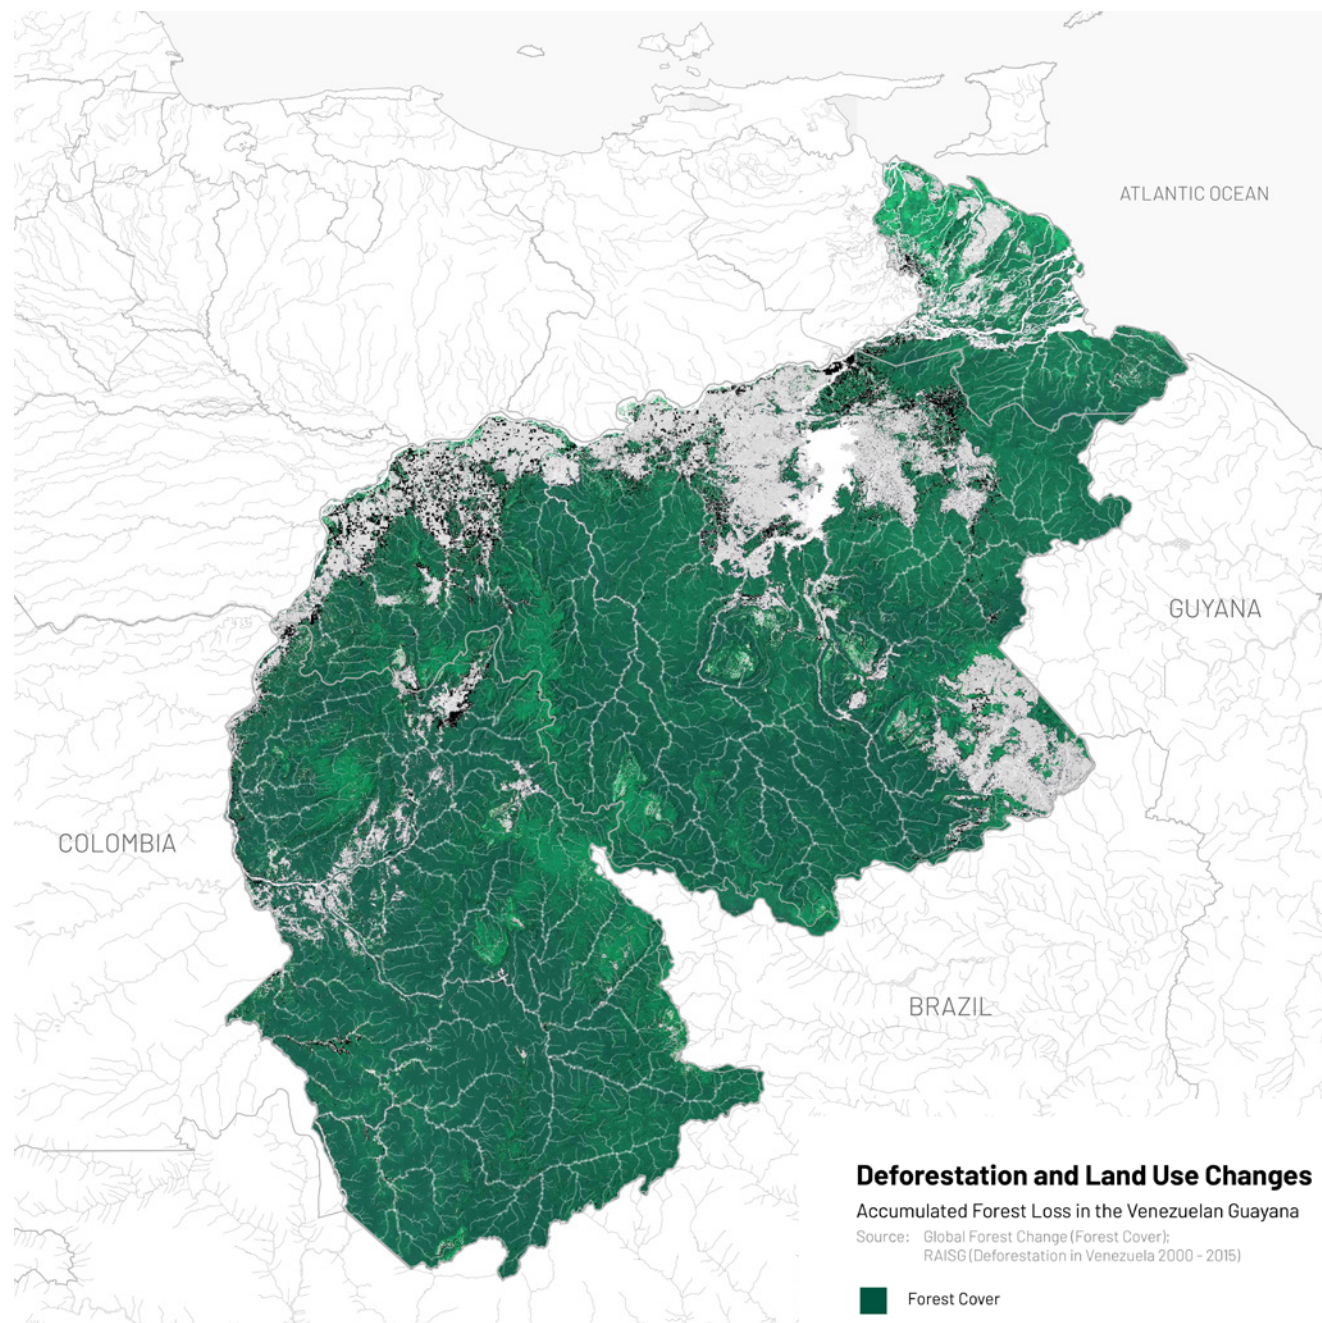 ATLANTIC OCEAN
GUYANA
COLOMBIA
BRAZIL
Deforestation and Land Use Changes
Accumulated Forest Loss in the Venezuelan Guayana
Source: Global Forest Change (Forest Cover);
RAISG (Deforestation in Venezuela 2000 - 2015)
Forest Cover